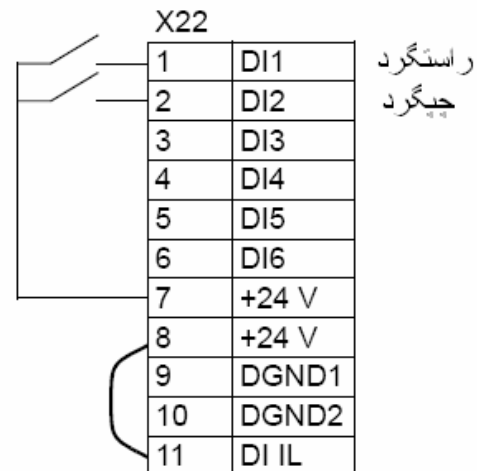 X22
1 DI1 راستگرد
2 DI2 چپگرد
3 DI3
4 DI4
5 DI5
6 DI6
7 +24 V
8 +24 V
9 DGND1
10 DGND2
11 DI IL